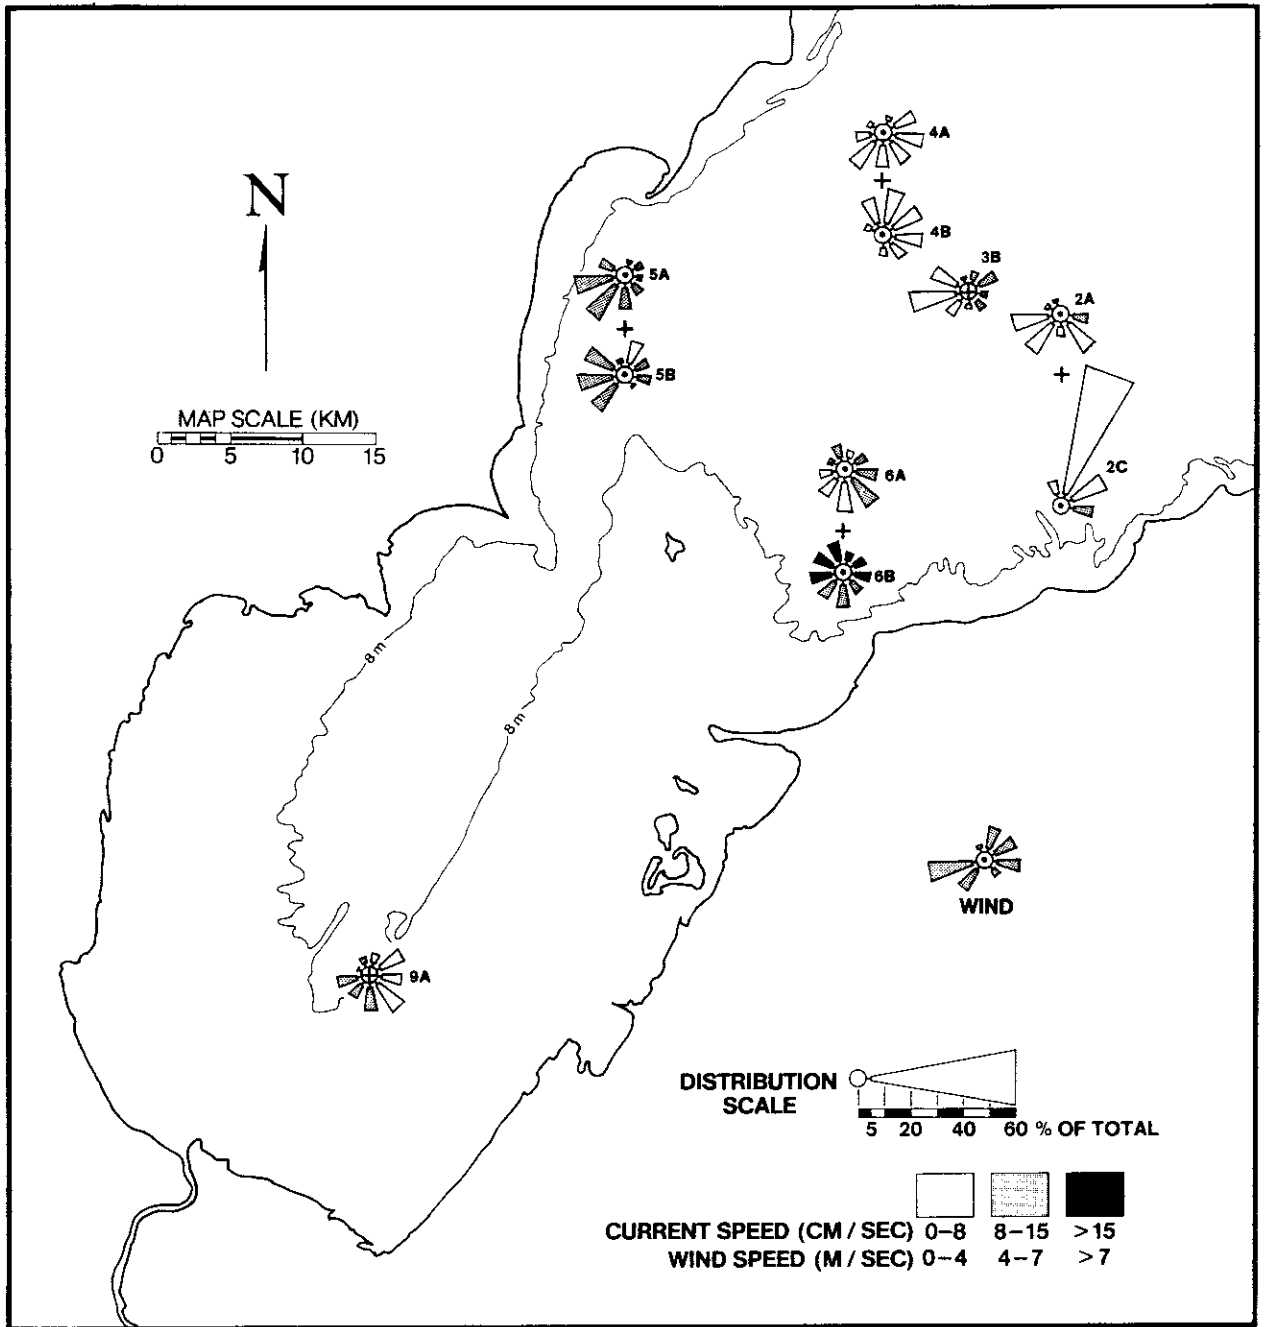 4A
N
4B
3B
5A
2A
5B
MAP SCALE (KM)
0 5 10 15
6A
2C
6B
8 m
8 m
WIND
9A
DISTRIBUTION
SCALE
5 20 40 60 % OF TOTAL
CURRENT SPEED (CM / SEC) 0-8 8-15 >15
WIND SPEED (M / SEC) 0-4 4-7 >7